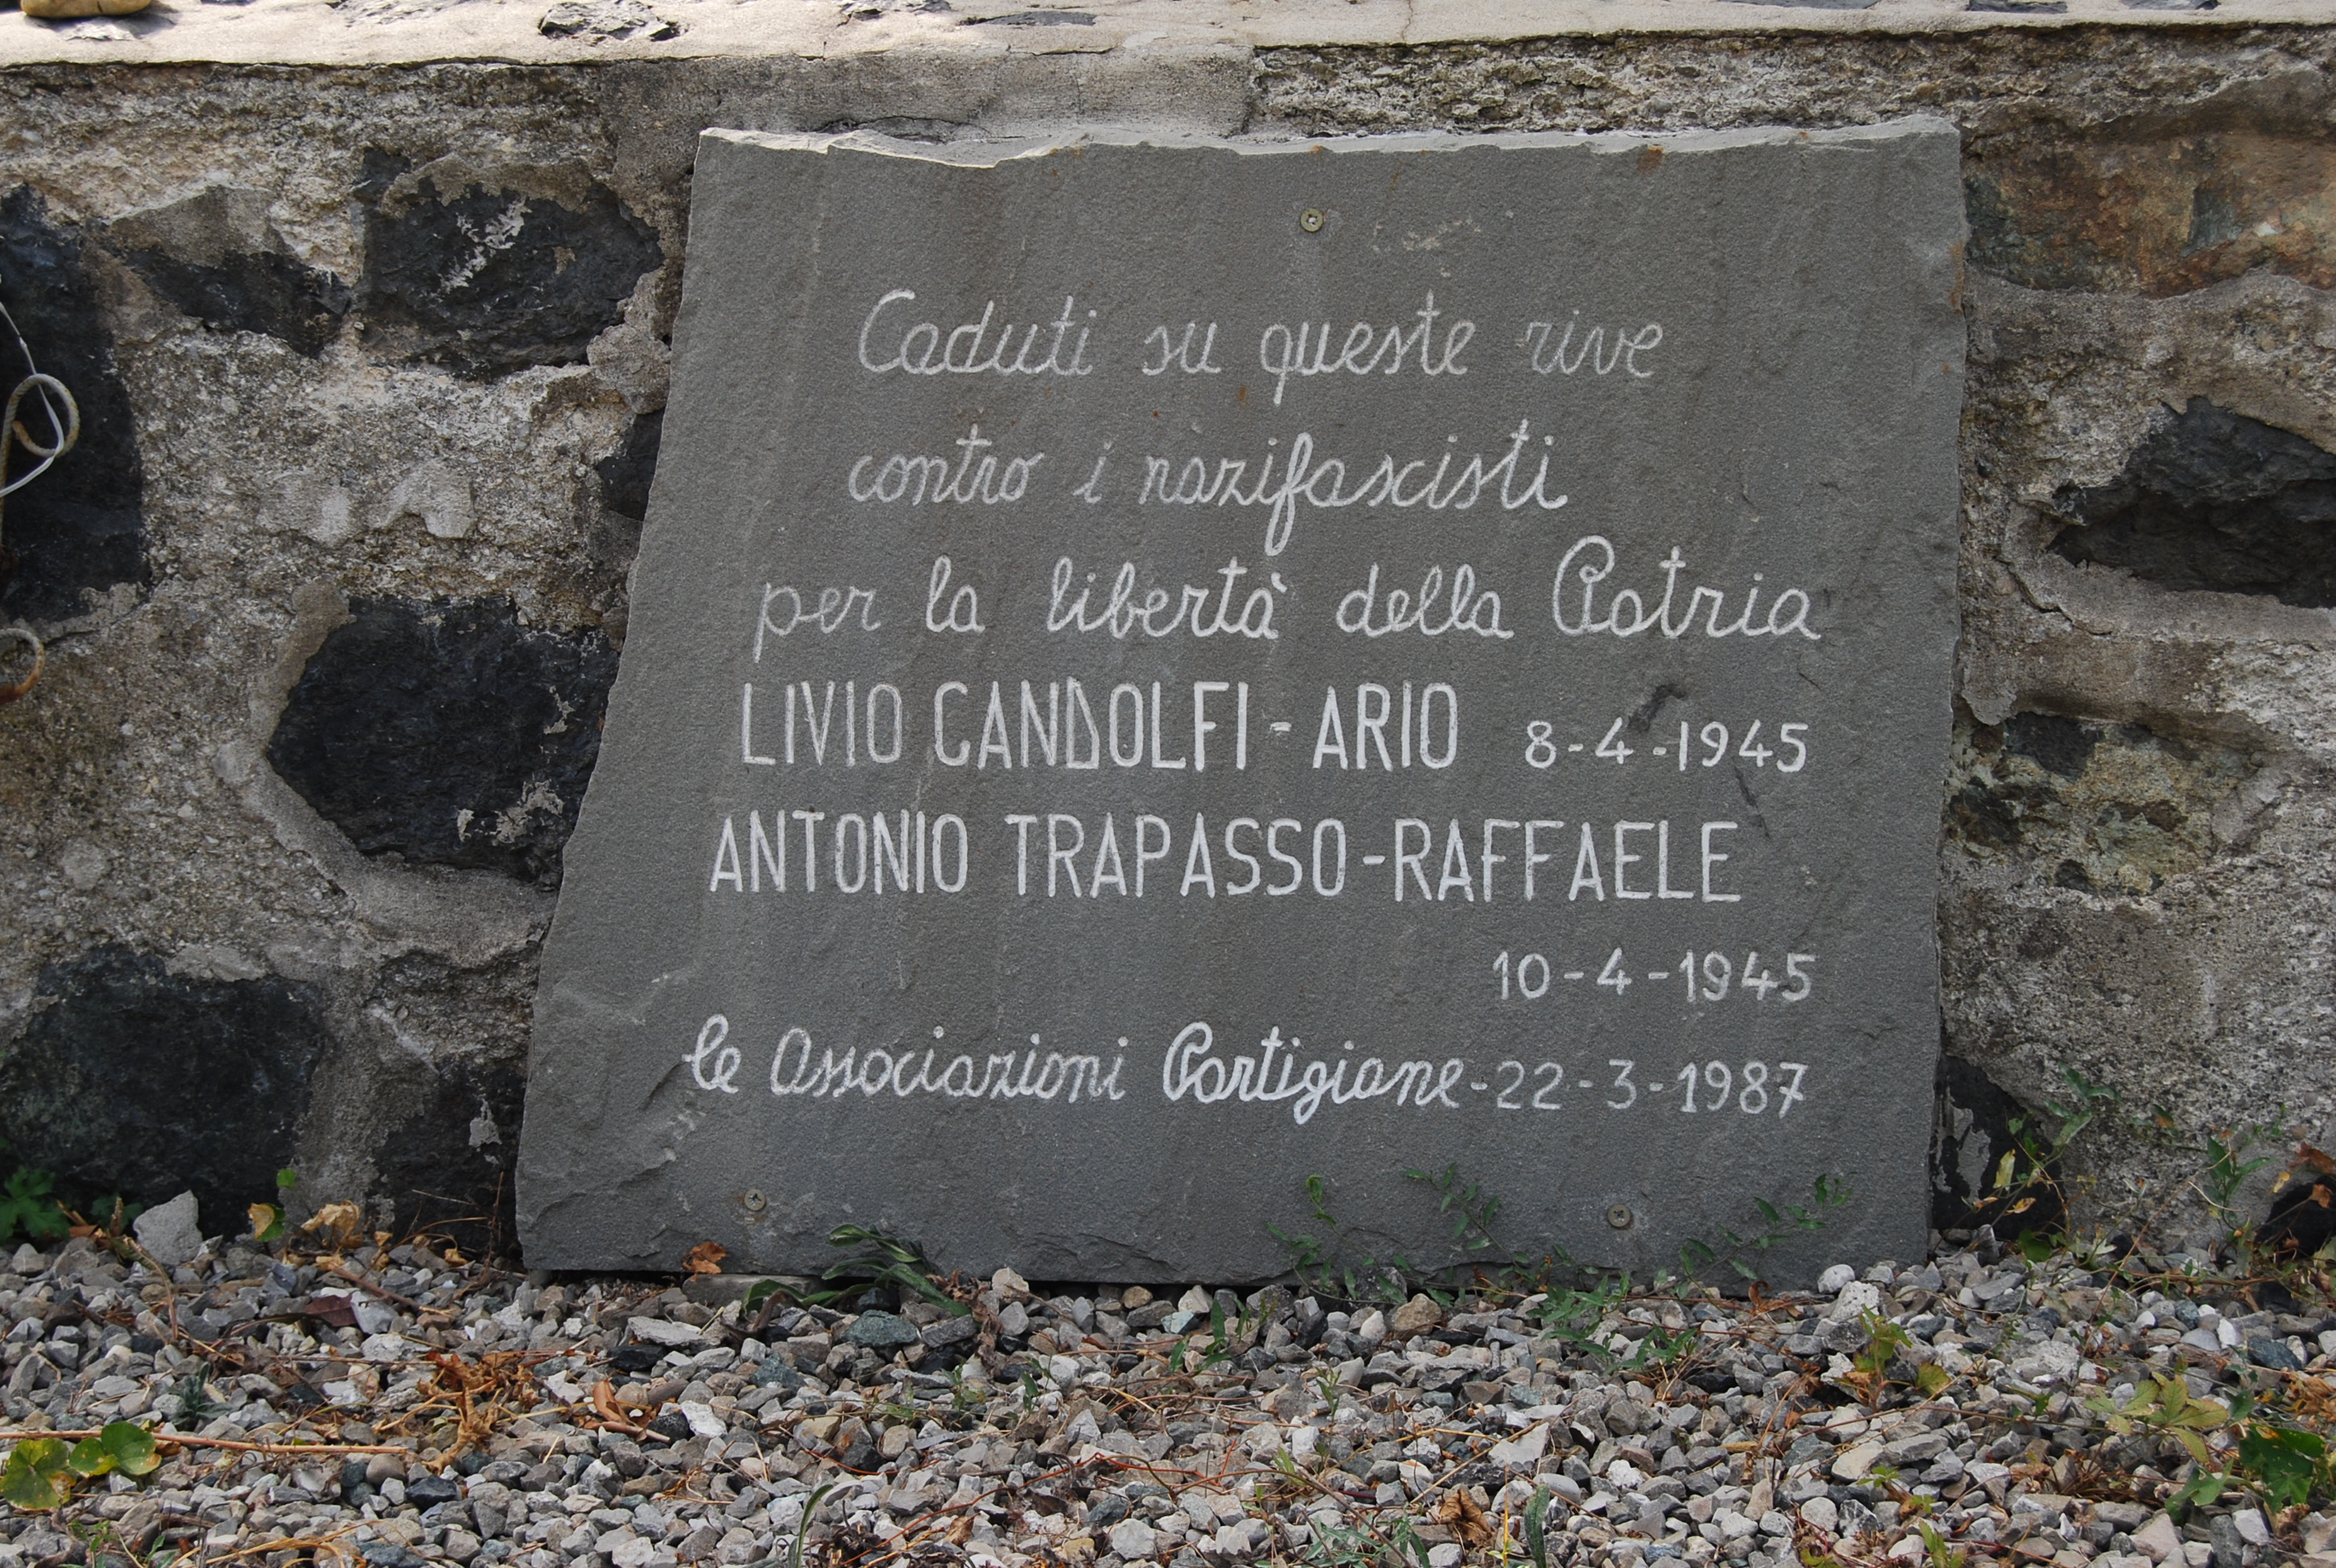 Caduti su queste rive
contro i nazifascisti
per la libertà della Patria
LIVIO GANDOLFI - ARIO 8-4-1945
ANTONIO TRAPASSO - RAFFAELE
10-4-1945
le Associazioni Partigiane - 22-3-1987